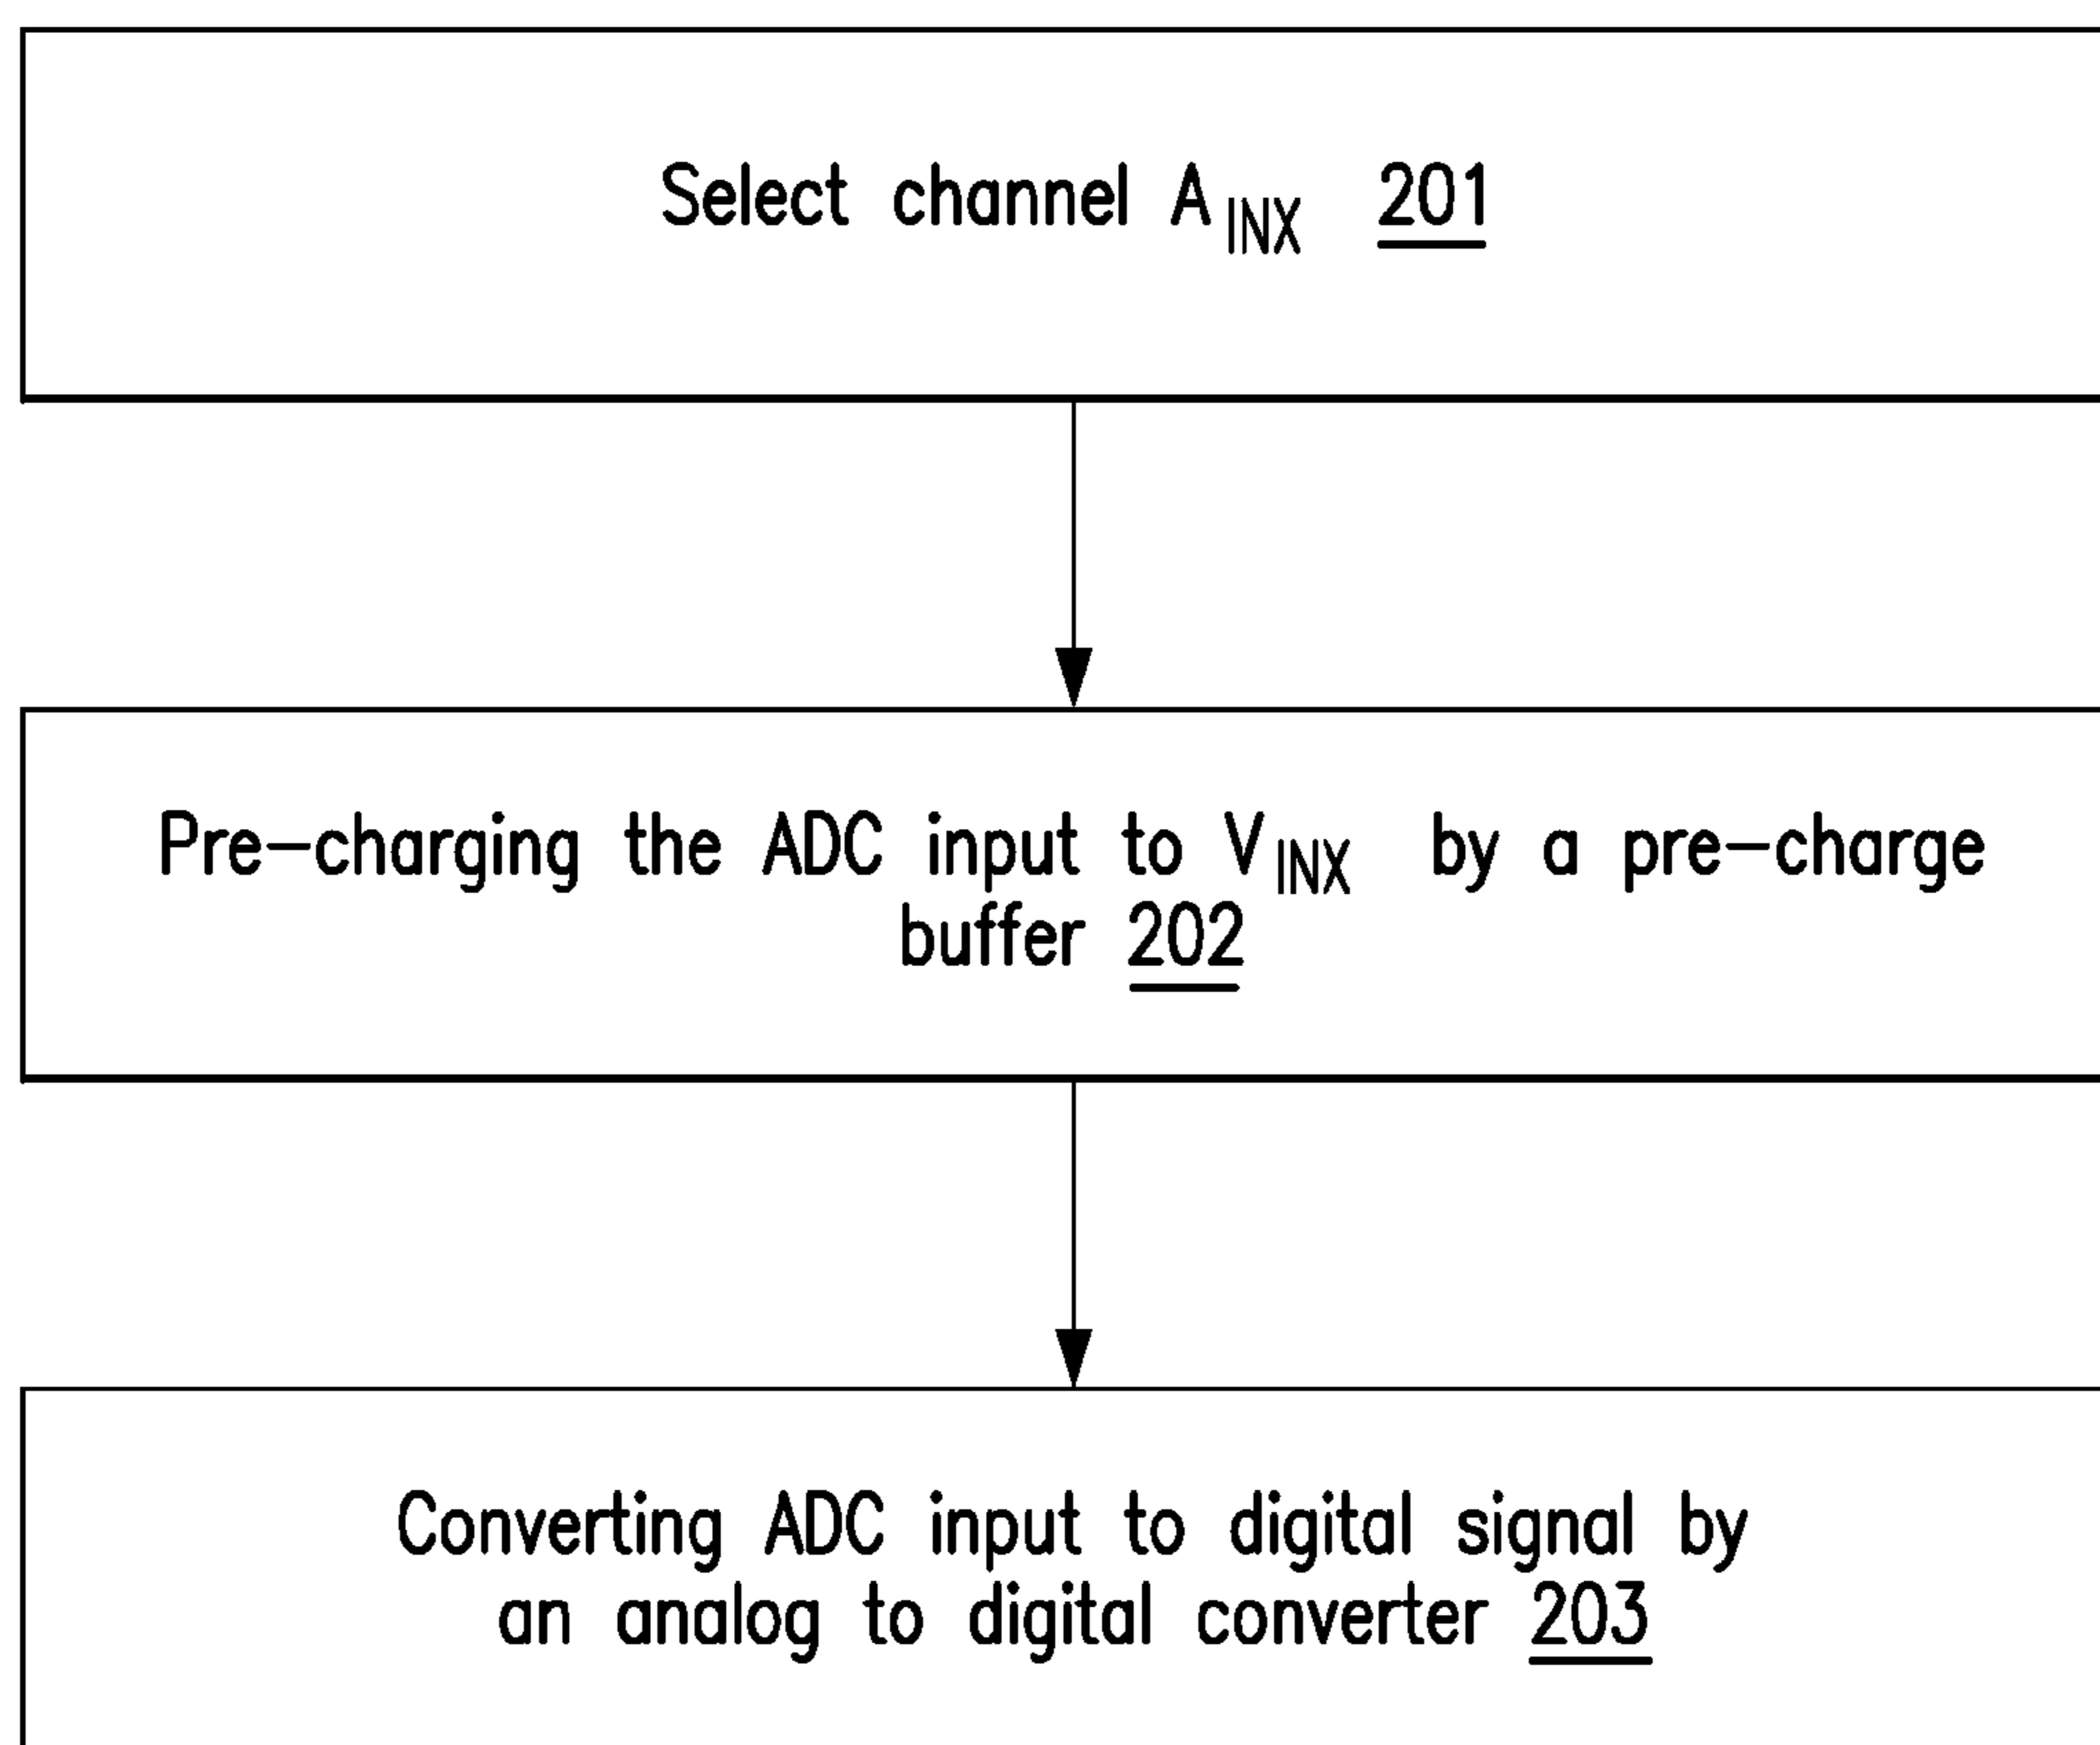 Select channel A_INX 201
Pre-charging the ADC input to V_INX by a pre-charge
buffer 202
Converting ADC input to digital signal by
an analog to digital converter 203